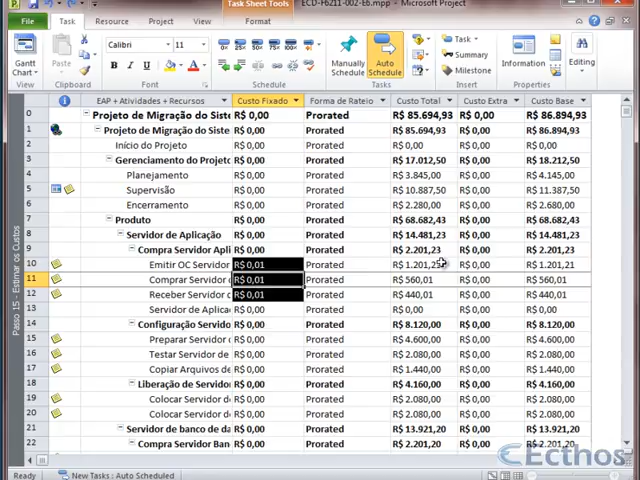 Task Sheet Tools
ECD-F6211-002-E6.mpp - Microsoft Project
File Task Resource Project View Format
Gantt Chart
Paste
Calibri 11
B I U A
0% 25% 50% 75% 100%
Manually Schedule
Auto Schedule
Task
Summary
Milestone
Information
Editing
View Clipboard Font Schedule Tasks Insert Properties
EAP + Atividades + Recursos Custo Fixado Forma de Rateio Custo Total Custo Extra Custo Base
0 Projeto de Migração do Siste R$ 0,00 Prorated R$ 85.694,93 R$ 0,00 R$ 86.894,93
1 Projeto de Migração do Sis R$ 0,00 Prorated R$ 85.694,93 R$ 0,00 R$ 86.894,93
2 Início do Projeto R$ 0,00 Prorated R$ 0,00 R$ 0,00 R$ 0,00
3 Gerenciamento do Projeto R$ 0,00 Prorated R$ 17.012,50 R$ 0,00 R$ 18.212,50
4 Planejamento R$ 0,00 Prorated R$ 3.845,00 R$ 0,00 R$ 4.145,00
5 Supervisão R$ 0,00 Prorated R$ 10.887,50 R$ 0,00 R$ 11.387,50
6 Encerramento R$ 0,00 Prorated R$ 2.280,00 R$ 0,00 R$ 2.680,00
7 Produto R$ 0,00 Prorated R$ 68.682,43 R$ 0,00 R$ 68.682,43
8 Servidor de Aplicação R$ 0,00 Prorated R$ 14.481,23 R$ 0,00 R$ 14.481,23
9 Compra Servidor Apli R$ 0,00 Prorated R$ 2.201,23 R$ 0,00 R$ 2.201,23
10 Emitir OC Servidor R$ 0,01 Prorated R$ 1.201,2 R$ 0,00 R$ 1.201,21
11 Comprar Servidor R$ 0,01 Prorated R$ 560,01 R$ 0,00 R$ 560,01
12 Receber Servidor R$ 0,01 Prorated R$ 440,01 R$ 0,00 R$ 440,01
13 Servidor de Aplica R$ 0,00 Prorated R$ 0,00 R$ 0,00 R$ 0,00
14 Configuração Servido R$ 0,00 Prorated R$ 8.120,00 R$ 0,00 R$ 8.120,00
15 Preparar Servidor R$ 0,00 Prorated R$ 4.600,00 R$ 0,00 R$ 4.600,00
16 Testar Servidor de R$ 0,00 Prorated R$ 2.080,00 R$ 0,00 R$ 2.080,00
17 Copiar Arquivos de R$ 0,00 Prorated R$ 2.080,00 R$ 0,00 R$ 2.080,00
18 Liberação de Servido R$ 0,00 Prorated R$ 4.160,00 R$ 0,00 R$ 4.160,00
19 Colocar Servidor d R$ 0,00 Prorated R$ 2.080,00 R$ 0,00 R$ 2.080,00
20 Colocar Servidor d R$ 0,00 Prorated R$ 2.080,00 R$ 0,00 R$ 2.080,00
21 Servidor de banco de da R$ 0,00 Prorated R$ 13.921,20 R$ 0,00 R$ 13.921,20
22 Compra Servidor Ban R$ 0,00 Prorated R$ 2.201,20 R$ 0,00 R$ 2.201,20
Passo 15 - Estimar os Custos
Ecthos
Ready New Tasks : Auto Scheduled